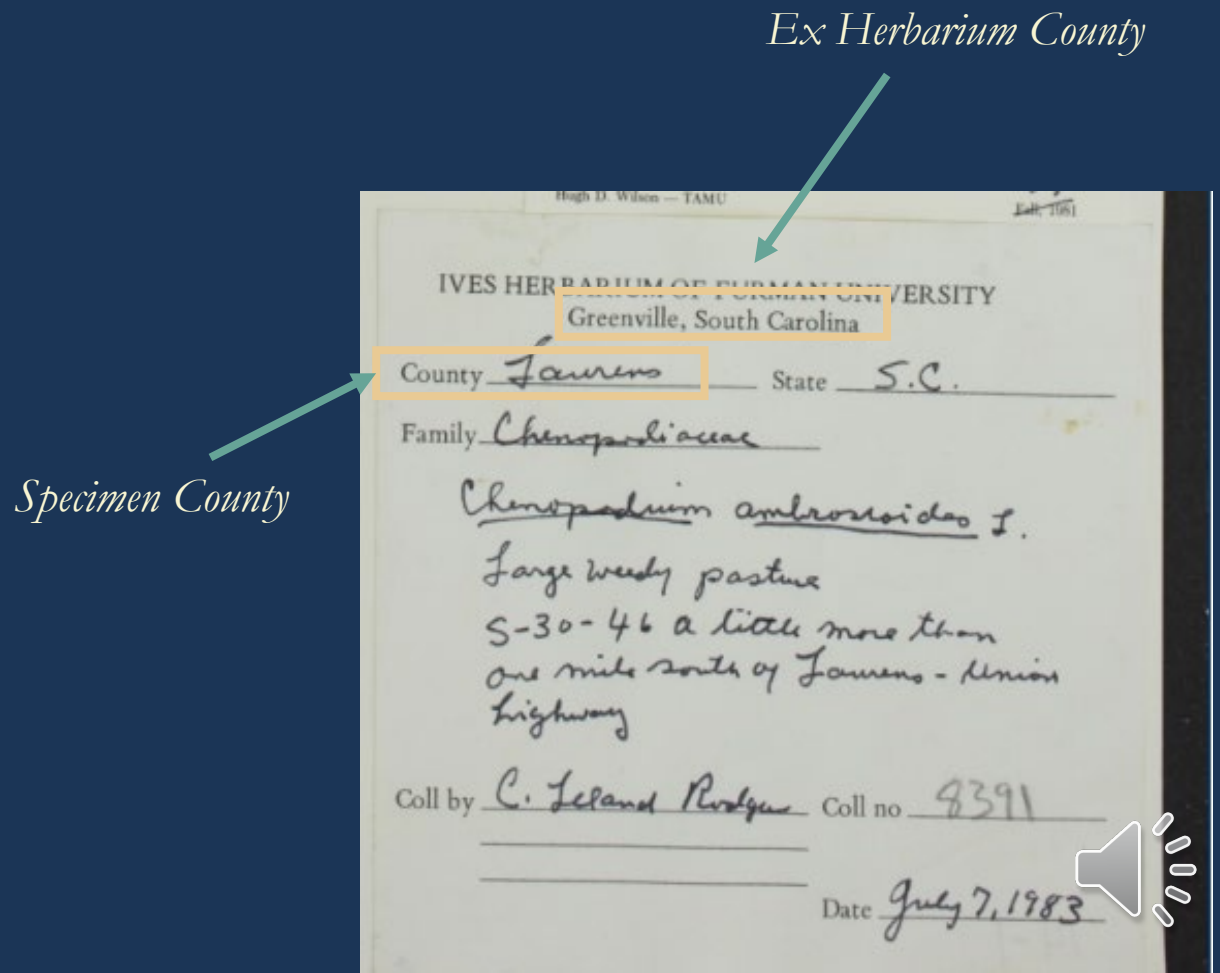 Ex Herbarium County
Hugh D. Wilson — TAMU
Fall, 1981
IVES HERBARIUM OF FURMAN UNIVERSITY
Greenville, South Carolina
County Laurens State S.C.
Family Chenopodiaceae
Specimen County
Chenopodium ambrosioides L.
Large weedy pasture
S-30-46 a little more than
one mile south of Laurens - Union
highway
Coll by C. Leland Rodgers Coll no 8391
Date July 7, 1983